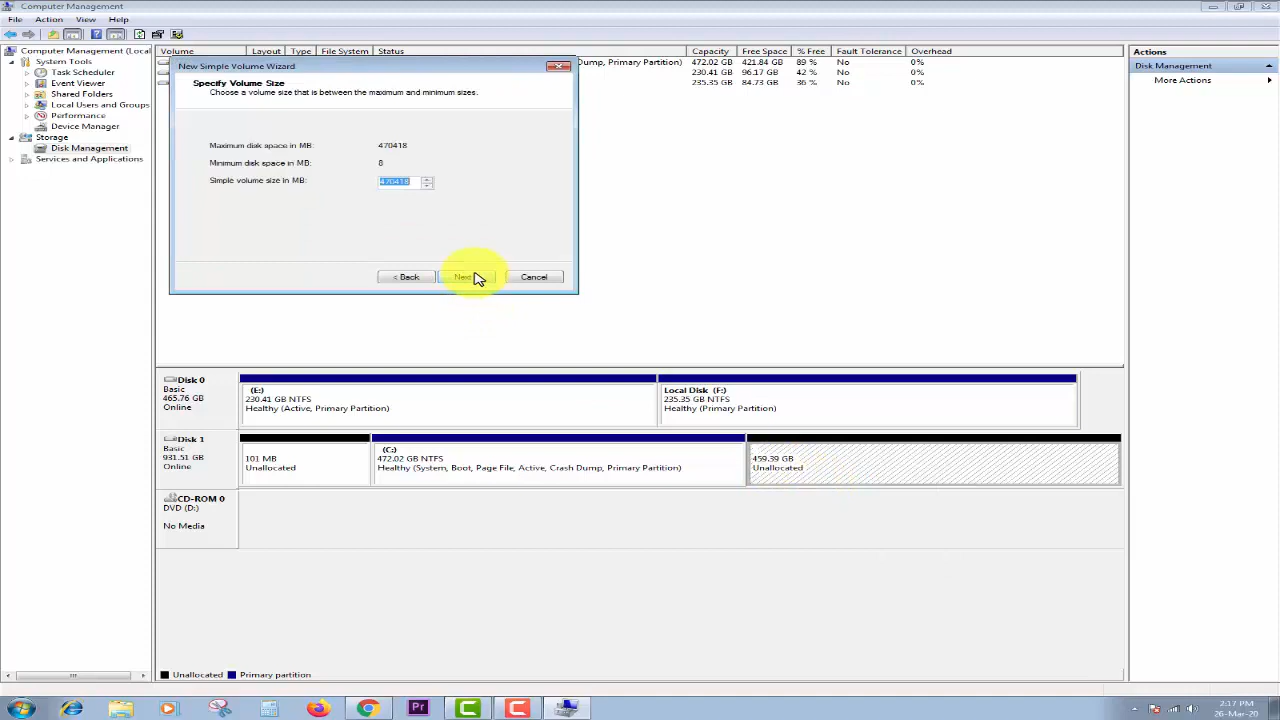 Computer Management
File Action View Help
Computer Management (Local
System Tools
Task Scheduler
Event Viewer
Shared Folders
Local Users and Groups
Performance
Device Manager
Storage
Disk Management
Services and Applications
Volume Layout Type File System Status Capacity Free Space % Free Fault Tolerance Overhead
Dump, Primary Partition) 472.02 GB 421.84 GB 89 % No 0%
230.41 GB 96.17 GB 42 % No 0%
235.35 GB 84.73 GB 36 % No 0%
New Simple Volume Wizard
Specify Volume Size
Choose a volume size that is between the maximum and minimum sizes.
Maximum disk space in MB: 470418
Minimum disk space in MB: 8
Simple volume size in MB: 470418
< Back Next Cancel
Disk 0
Basic
465.76 GB
Online
(E:)
230.41 GB NTFS
Healthy (Active, Primary Partition)
Local Disk (F:)
235.35 GB NTFS
Healthy (Primary Partition)
Disk 1
Basic
931.51 GB
Online
101 MB
Unallocated
(C:)
472.02 GB NTFS
Healthy (System, Boot, Page File, Active, Crash Dump, Primary Partition)
459.39 GB
Unallocated
CD-ROM 0
DVD (D:)
No Media
Unallocated Primary partition
Actions
Disk Management
More Actions
Pr
2:17 PM
26-Mar-20